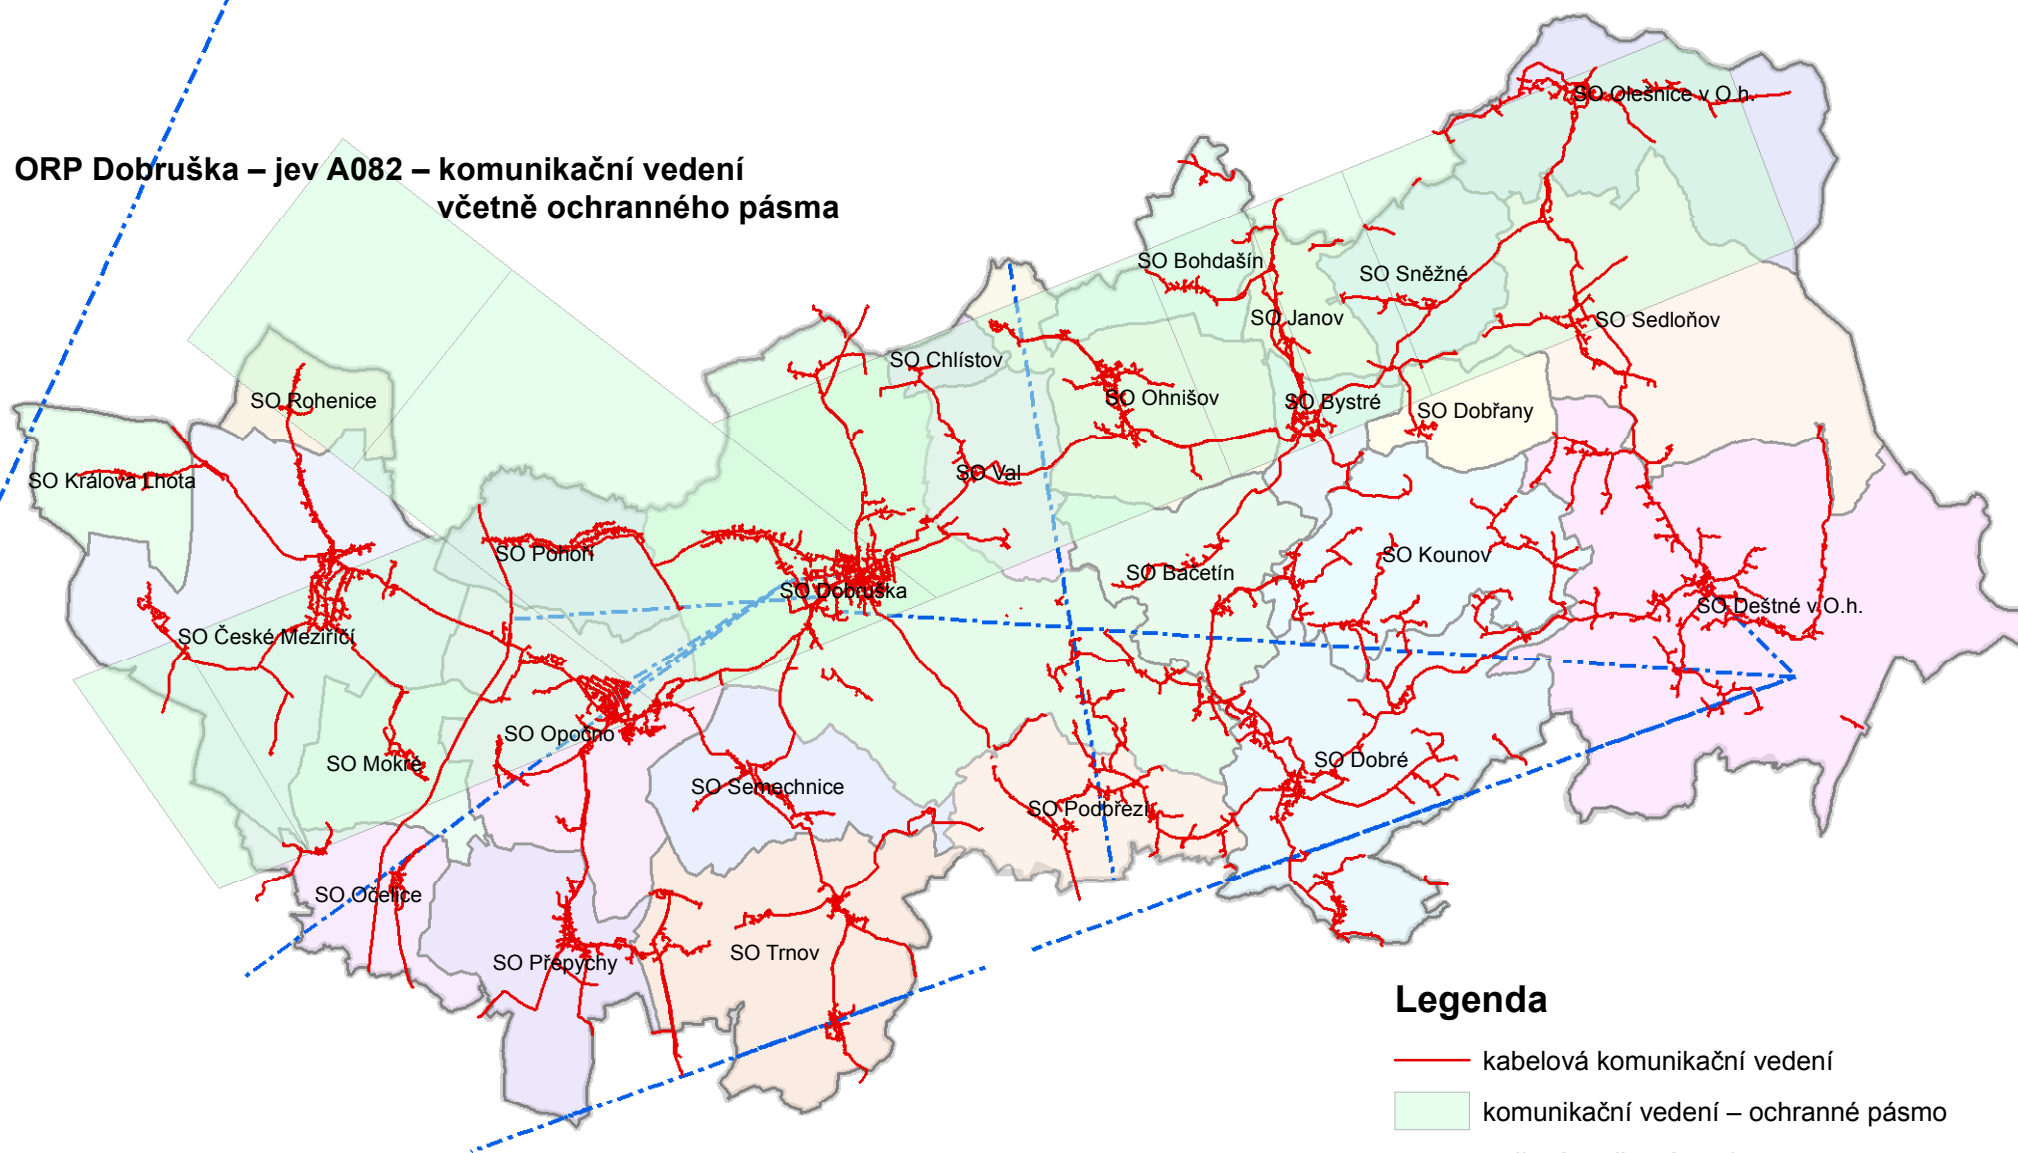 ORP Dobruška – jev A082 – komunikační vedení
včetně ochranného pásma
SO Olešnice v O.h.
SO Bohdašín
SO Sněžné
SO Janov
SO Sedloňov
SO Chlístov
SO Rohenice
SO Ohnišov
SO Bystré
SO Dobřany
SO Králova Lhota
SO Val
SO Pohoří
SO Kounov
SO Bačetín
SO Dobruška
SO Deštné v O.h.
SO České Meziříčí
SO Opočno
SO Mokré
SO Dobré
SO Semechnice
SO Podbřezí
SO Očelice
SO Trnov
SO Přepychy
Legenda
kabelová komunikační vedení
komunikační vedení – ochranné pásmo